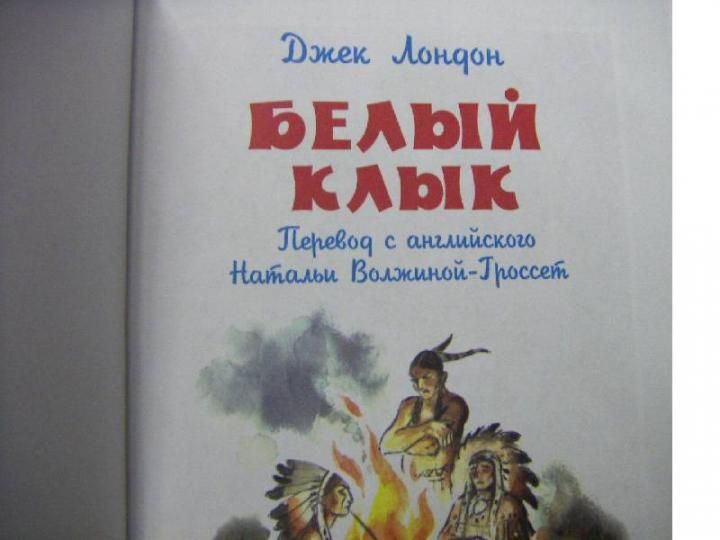 Джек Лондон
БЕЛЫЙ
КЛЫК
Перевод с английского
Натальи Волжиной-Гроссет